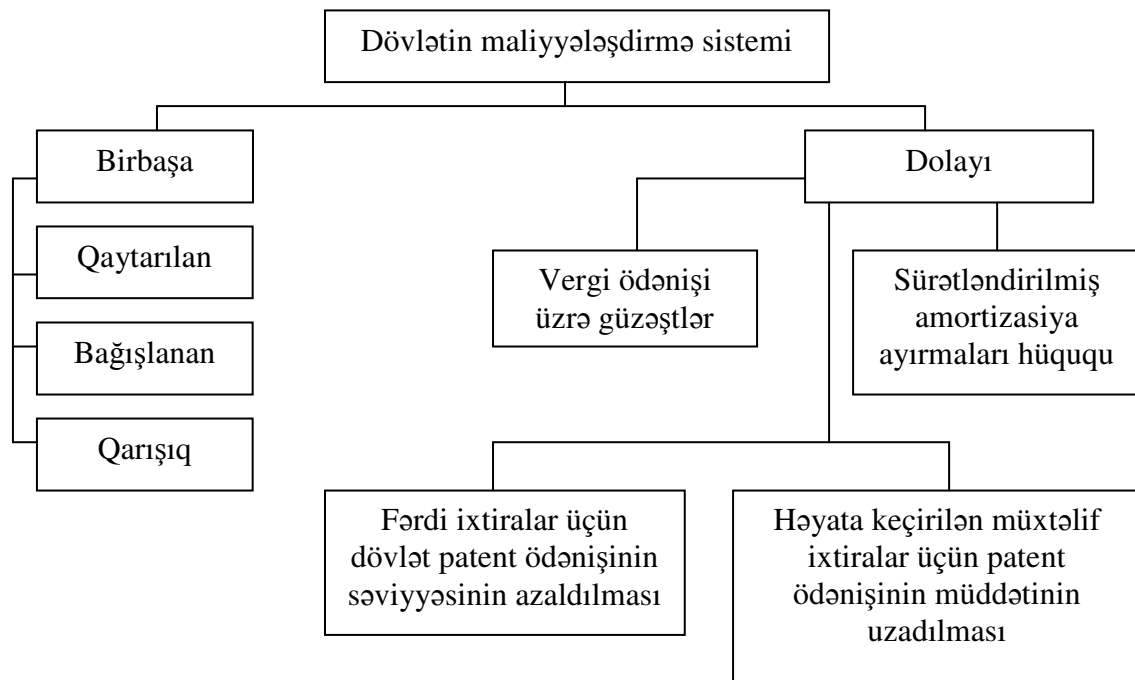 Dövlətin maliyyələşdirmə sistemi
Birbaşa
Dolayı
Qaytarılan
Bağışlanan
Qarışıq
Vergi ödənişi
üzrə güzəştlər
Sürətləndirilmiş
amortizasiya
ayırmaları hüququ
Fərdi ixtiralar üçün
dövlət patent ödənişinin
səviyyəsinin azaldılması
Həyata keçirilən müxtəlif
ixtiralar üçün patent
ödənişinin müddətinin
uzadılması